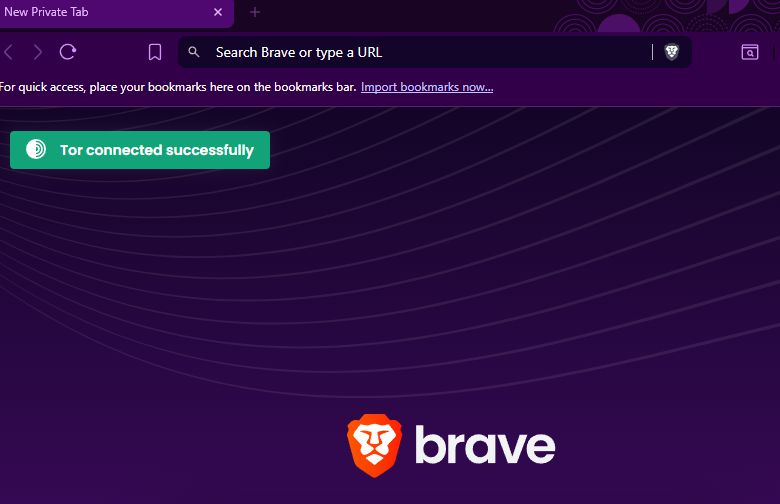 New Private Tab
Search Brave or type a URL
For quick access, place your bookmarks here on the bookmarks bar. Import bookmarks now...
Tor connected successfully
brave